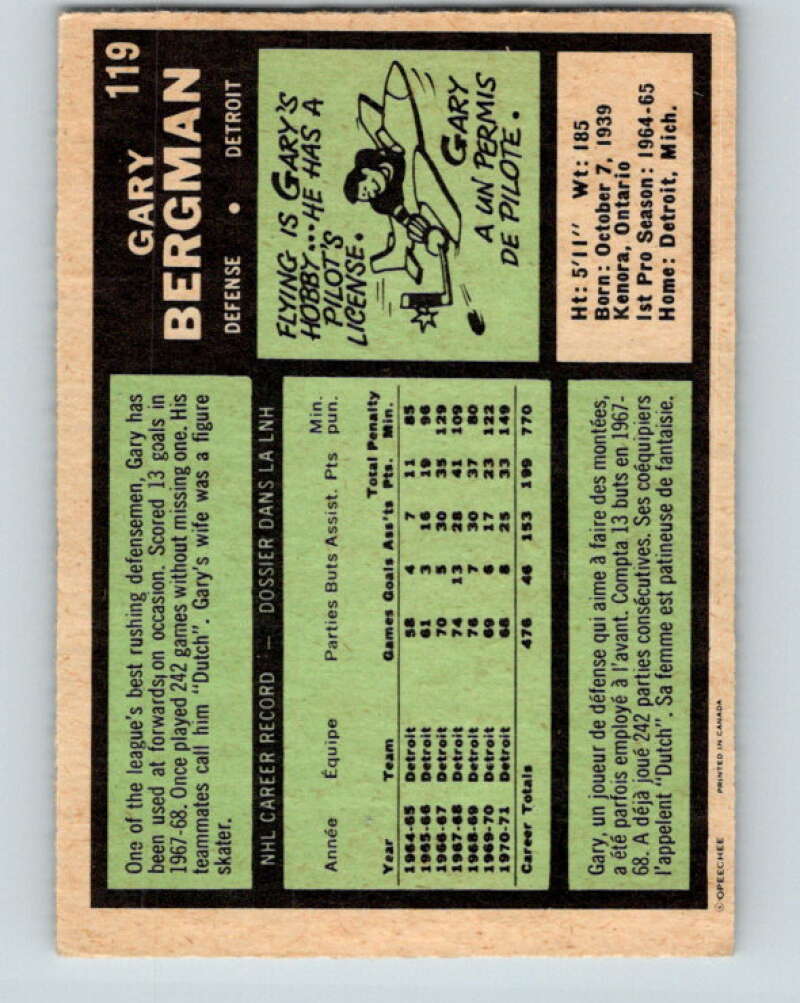 119
GARY
BERGMAN
DEFENSE • DETROIT
One of the league's best rushing defensemen, Gary has
been used at forwards, on occasion. Scored 13 goals in
1967-68. Once played 242 games without missing one. His
teammates call him "Dutch". Gary's wife was a figure
skater.
FLYING IS GARY'S
HOBBY...HE HAS A
PILOT'S
LICENSE.
GARY
A UN PERMIS
DE PILOTE.
NHL CAREER RECORD — DOSSIER DANS LA LNH
Année Équipe Parties Buts Assist. Pts Min. pun.
Year Team Games Goals Ass'ts Total Pts. Penalty Min.
1964-65 Detroit 58 4 7 11 85
1965-66 Detroit 61 3 16 19 96
1966-67 Detroit 70 5 30 35 129
1967-68 Detroit 74 13 28 41 109
1968-69 Detroit 76 7 30 37 80
1969-70 Detroit 69 6 17 23 122
1970-71 Detroit 68 8 25 33 149
Career Totals 476 46 153 199 770
Ht: 5'11" Wt: 185
Born: October 7, 1939
Kenora, Ontario
1st Pro Season: 1964-65
Home: Detroit, Mich.
Gary, un joueur de défense qui aime à faire des montées,
a été parfois employé à l'avant. Compta 13 buts en 1967-
68. A déjà joué 242 parties consécutives. Ses coéquipiers
l'appelent "Dutch". Sa femme est patineuse de fantaisie.
© OPEECHEE PRINTED IN CANADA